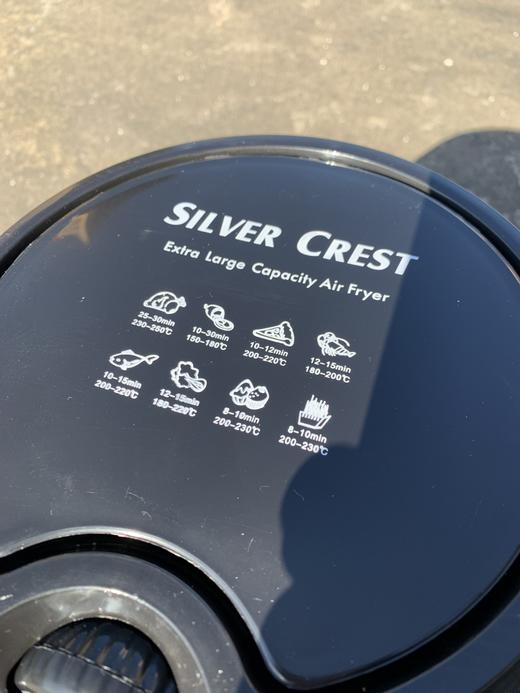 SILVER CREST
Extra Large Capacity Air Fryer
25-30min
230-250℃
10-30min
150-180℃
10-12min
200-220℃
12-15min
180-200℃
10-15min
200-220℃
12-15min
180-220℃
8-10min
200-230℃
8-10min
200-230℃